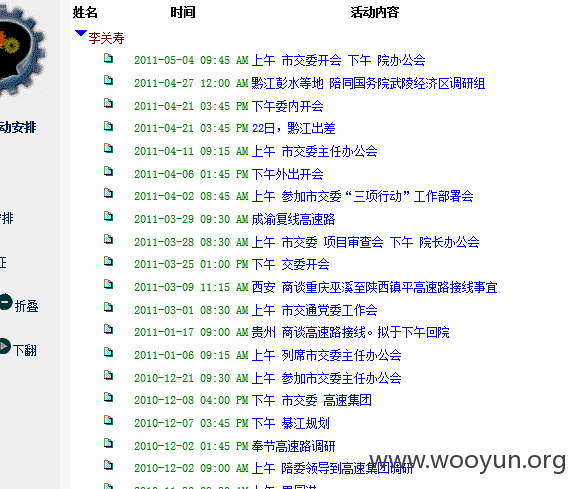 姓名 时间 活动内容
李关寿
2011-05-04 09:45 AM 上午 市交委开会 下午 院办公会
2011-04-27 12:00 AM 黔江彭水等地 陪同国务院武陵经济区调研组
2011-04-21 03:45 PM 下午委内开会
动安排
2011-04-21 03:45 PM 22日，黔江出差
2011-04-11 09:15 AM 上午 市交委主任办公会
2011-04-06 01:45 PM 下午外出开会
2011-04-02 08:45 AM 上午 参加市交委“三项行动”工作部署会
排
2011-03-29 09:30 AM 成渝复线高速路
2011-03-28 08:30 AM 上午 市交委 项目审查会 下午 院长办公会
2011-03-25 01:00 PM 下午 交委开会
2011-03-09 11:15 AM 西安 商谈重庆巫溪至陕西镇平高速路接线事宜
折叠
2011-03-01 08:30 AM 上午 市交通党委工作会
2011-01-17 09:00 AM 贵州 商谈高速路接线。拟于下午回院
下翻
2011-01-06 09:15 AM 上午 列席市交委主任办公会
2010-12-21 09:30 AM 上午 参加市交委主任办公会
2010-12-08 04:00 PM 下午 市交委 高速集团
2010-12-07 03:45 PM 下午 綦江规划
2010-12-02 01:45 PM 奉节高速路调研
2010-12-02 09:00 AM 上午 陪委领导到高速集团调研
www.wooyun.org